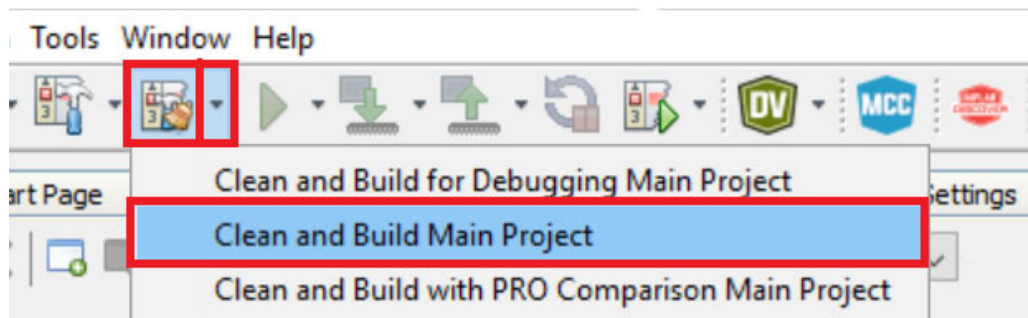 Tools Window Help
DV MCC
art Page
Settings
Clean and Build for Debugging Main Project
Clean and Build Main Project
Clean and Build with PRO Comparison Main Project